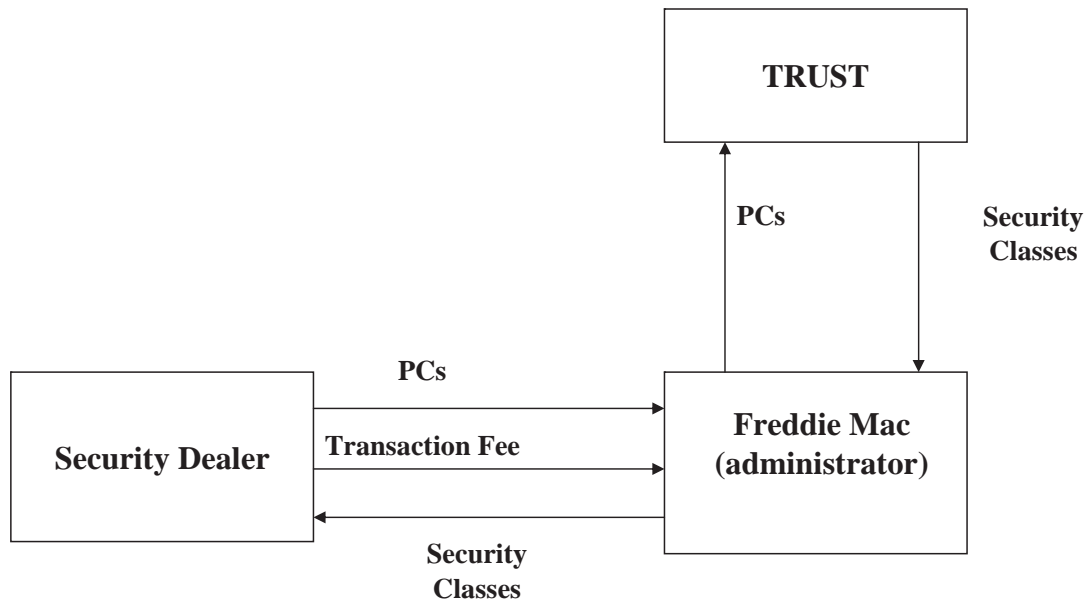 TRUST
PCs
Security
Classes
PCs
Transaction Fee
Security Dealer
Freddie Mac
(administrator)
Security
Classes